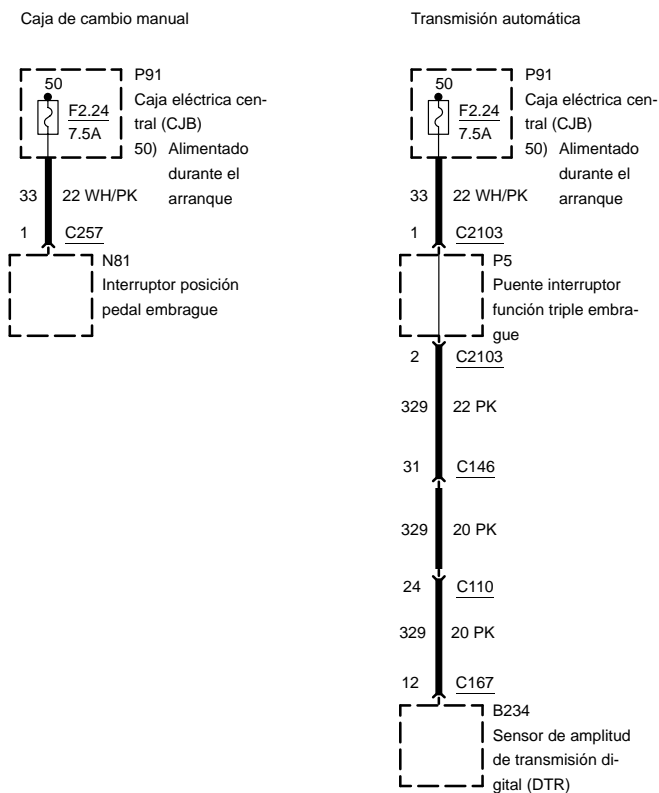 Caja de cambio manual
50
F2.24
7.5A
P91
Caja eléctrica cen-
tral (CJB)
50) Alimentado
durante el
arranque
33 22 WH/PK
1 C257
N81
Interruptor posición
pedal embrague
Transmisión automática
50
F2.24
7.5A
P91
Caja eléctrica cen-
tral (CJB)
50) Alimentado
durante el
arranque
33 22 WH/PK
1 C2103
P5
Puente interruptor
función triple embra-
gue
2 C2103
329 22 PK
31 C146
329 20 PK
24 C110
329 20 PK
12 C167
B234
Sensor de amplitud
de transmisión di-
gital (DTR)